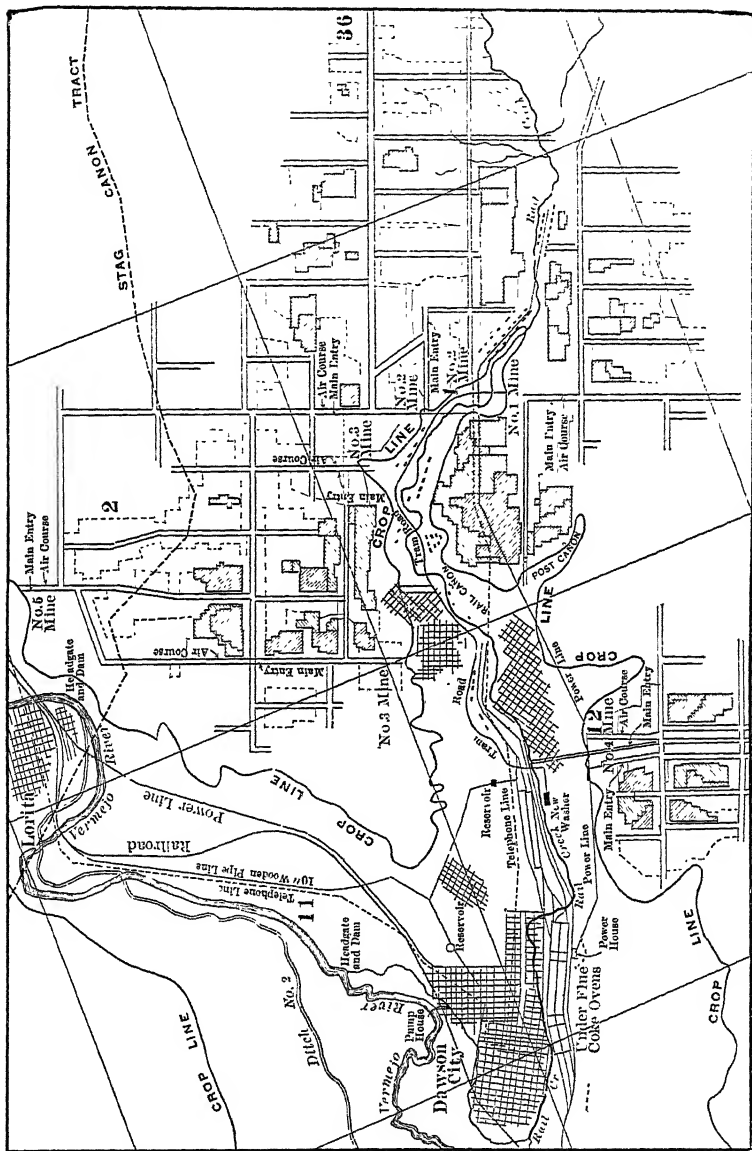 STAG CANON TRACT
36
Main Entry
Air Course
No. 5
Mine
Headgate
and Dam
2
Air Course
Main Entry
Air Course
Main Entry
No. 3
Mine
Air Course
Main Entry
No. 2
Mine
Main Entry
No. 2
Mine
Road
Creek
No. 1 Mine
Main Entry
Air Course
CROP LINE
Tram Road
RAIL CANON
POST CANON
CROP LINE
Power Line
No. 3 Mine
Tram Road
Lorita
Vermejo River
Power Line
Railroad
CROP LINE
10" Wooden Pipe Line
Telephone Line
11
Reservoir
Telephone Line
New
Washer
Rail Creek
Power Line
12
No. 4 Mine
Air Course
Main Entry
Main Entry
CROP LINE
Reservoir
Headgate
and Dam
Vermejo River
Pump
House
Dawson
City
Power
House
Under Flue
Coke Ovens
Rail Cr
Ditch No. 2
CROP LINE